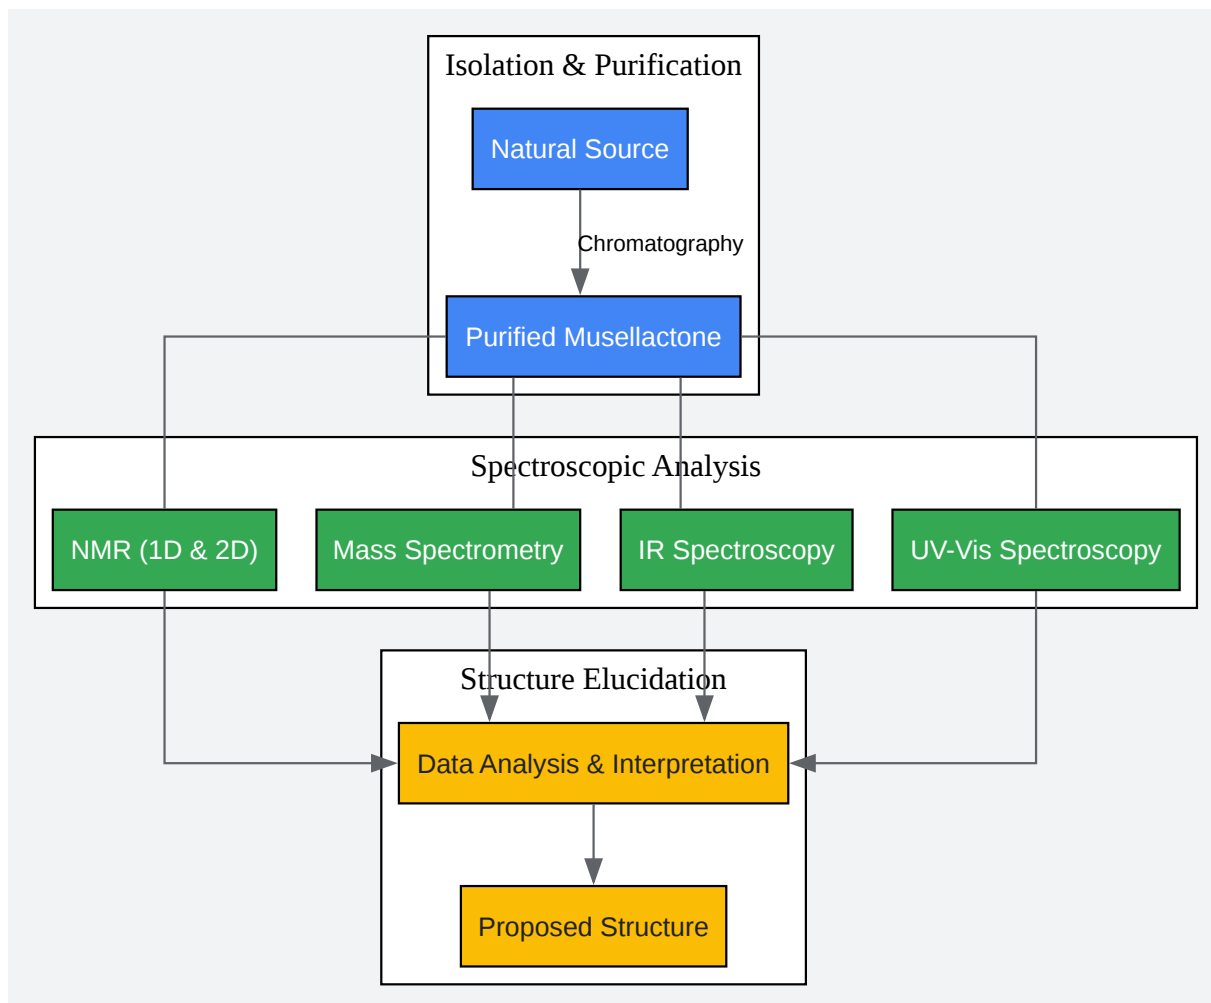 Isolation & Purification
Natural Source
Chromatography
Purified Musellactone
Spectroscopic Analysis
NMR (1D & 2D)
Mass Spectrometry
IR Spectroscopy
UV-Vis Spectroscopy
Structure Elucidation
Data Analysis & Interpretation
Proposed Structure